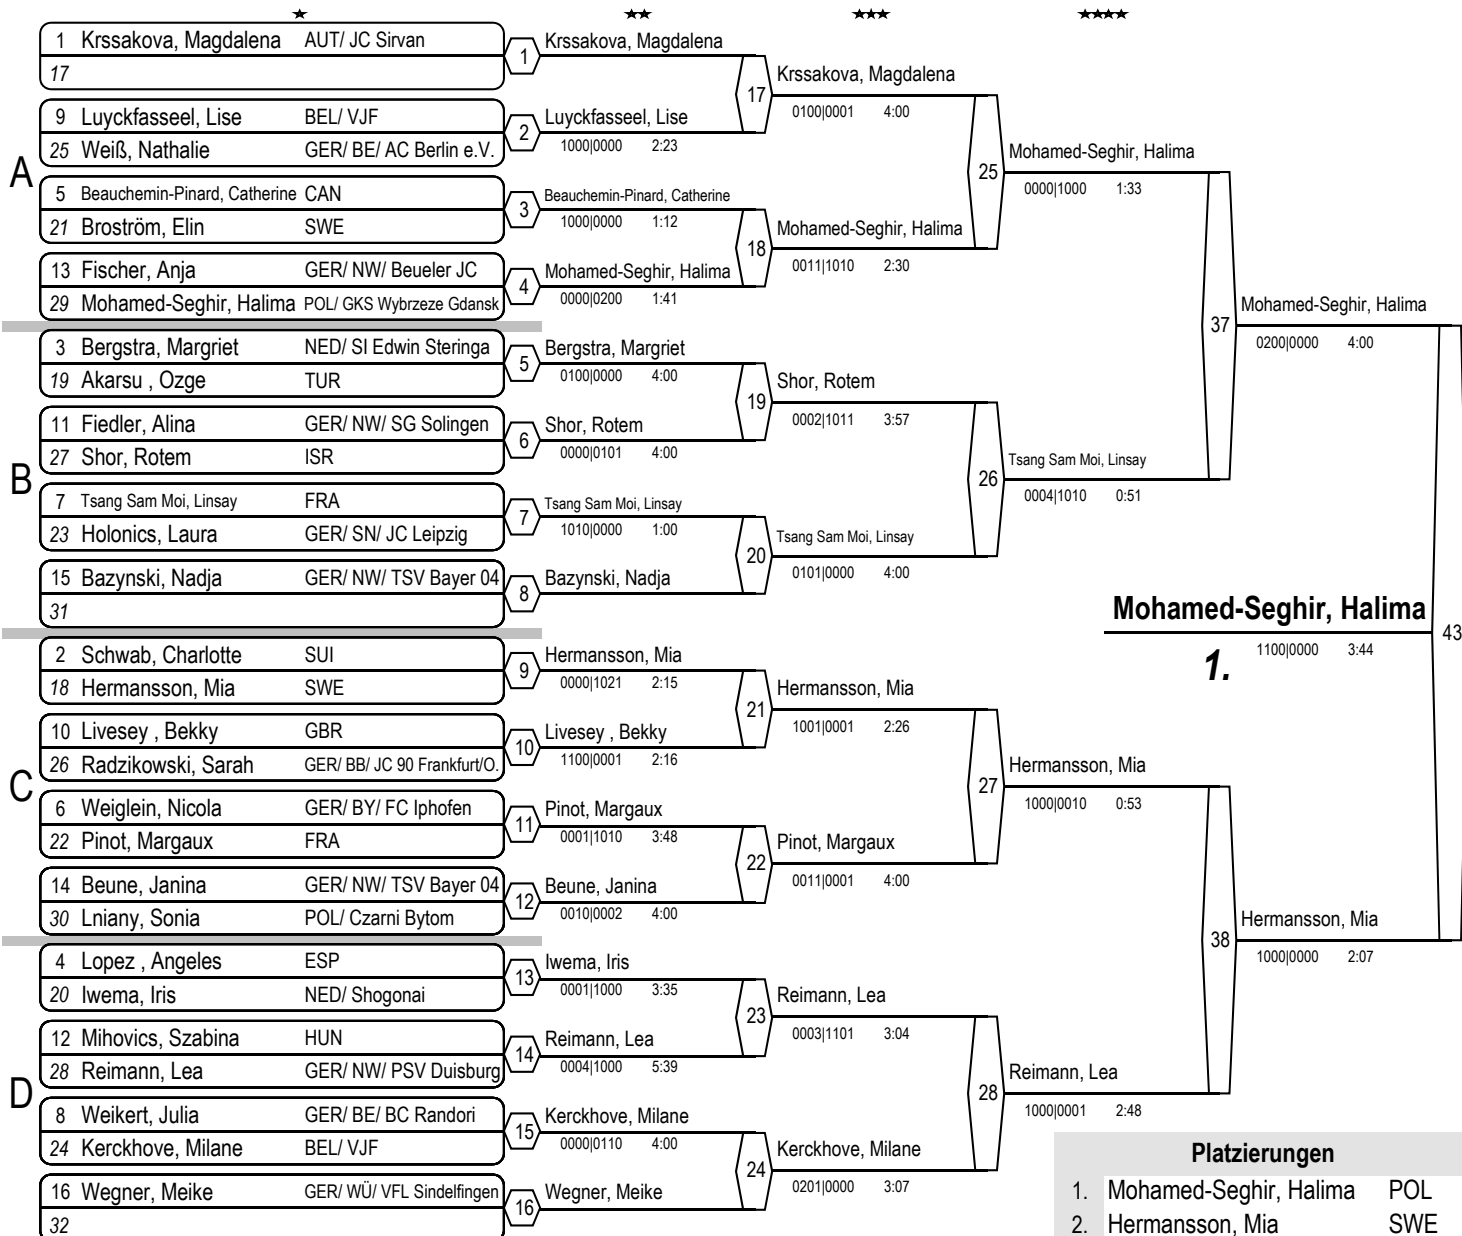 ★ ★★ ★★★ ★★★★
A
1 Krssakova, Magdalena AUT/ JC Sirvan
17
9 Luyckfasseel, Lise BEL/ VJF
25 Weiß, Nathalie GER/ BE/ AC Berlin e.V.
5 Beauchemin-Pinard, Catherine CAN
21 Broström, Elin SWE
13 Fischer, Anja GER/ NW/ Beueler JC
29 Mohamed-Seghir, Halima POL/ GKS Wybrzeze Gdansk
B
3 Bergstra, Margriet NED/ SI Edwin Steringa
19 Akarsu , Ozge TUR
11 Fiedler, Alina GER/ NW/ SG Solingen
27 Shor, Rotem ISR
7 Tsang Sam Moi, Linsay FRA
23 Holonics, Laura GER/ SN/ JC Leipzig
15 Bazynski, Nadja GER/ NW/ TSV Bayer 04
31
C
2 Schwab, Charlotte SUI
18 Hermansson, Mia SWE
10 Livesey , Bekky GBR
26 Radzikowski, Sarah GER/ BB/ JC 90 Frankfurt/O.
6 Weiglein, Nicola GER/ BY/ FC Iphofen
22 Pinot, Margaux FRA
14 Beune, Janina GER/ NW/ TSV Bayer 04
30 Lniany, Sonia POL/ Czarni Bytom
D
4 Lopez , Angeles ESP
20 Iwema, Iris NED/ Shogonai
12 Mihovics, Szabina HUN
28 Reimann, Lea GER/ NW/ PSV Duisburg
8 Weikert, Julia GER/ BE/ BC Randori
24 Kerckhove, Milane BEL/ VJF
16 Wegner, Meike GER/ WÜ/ VFL Sindelfingen
32
1 Krssakova, Magdalena
2 Luyckfasseel, Lise
1000|0000 2:23
3 Beauchemin-Pinard, Catherine
1000|0000 1:12
4 Mohamed-Seghir, Halima
0000|0200 1:41
5 Bergstra, Margriet
0100|0000 4:00
6 Shor, Rotem
0000|0101 4:00
7 Tsang Sam Moi, Linsay
1010|0000 1:00
8 Bazynski, Nadja
9 Hermansson, Mia
0000|1021 2:15
10 Livesey , Bekky
1100|0001 2:16
11 Pinot, Margaux
0001|1010 3:48
12 Beune, Janina
0010|0002 4:00
13 Iwema, Iris
0001|1000 3:35
14 Reimann, Lea
0004|1000 5:39
15 Kerckhove, Milane
0000|0110 4:00
16 Wegner, Meike
17 Krssakova, Magdalena
0100|0001 4:00
18 Mohamed-Seghir, Halima
0011|1010 2:30
19 Shor, Rotem
0002|1011 3:57
20 Tsang Sam Moi, Linsay
0101|0000 4:00
21 Hermansson, Mia
1001|0001 2:26
22 Pinot, Margaux
0011|0001 4:00
23 Reimann, Lea
0003|1101 3:04
24 Kerckhove, Milane
0201|0000 3:07
25 Mohamed-Seghir, Halima
0000|1000 1:33
26 Tsang Sam Moi, Linsay
0004|1010 0:51
27 Hermansson, Mia
1000|0010 0:53
28 Reimann, Lea
1000|0001 2:48
37 Mohamed-Seghir, Halima
0200|0000 4:00
38 Hermansson, Mia
1000|0000 2:07
43 Mohamed-Seghir, Halima
1. 1100|0000 3:44
Platzierungen
1. Mohamed-Seghir, Halima POL
2. Hermansson, Mia SWE